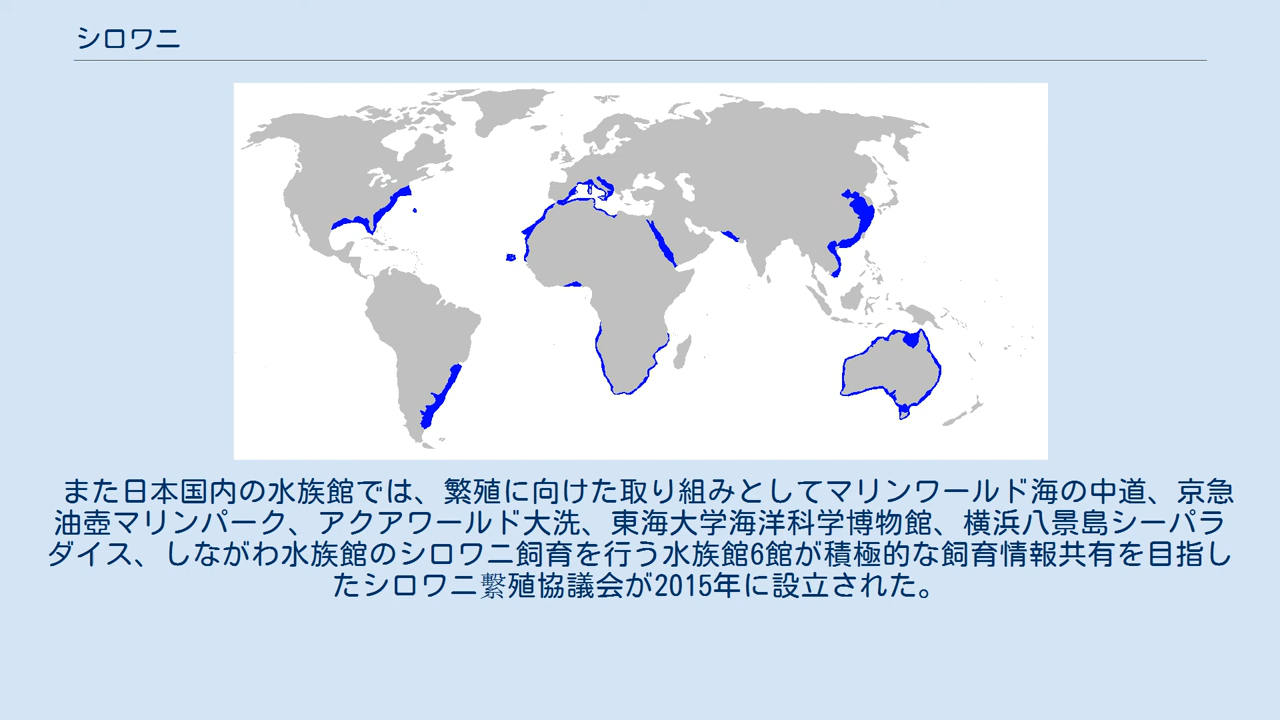 シロワニ
また日本国内の水族館では、繁殖に向けた取り組みとしてマリンワールド海の中道、京急
油壺マリンパーク、アクアワールド大洗、東海大学海洋科学博物館、横浜八景島シーパラ
ダイス、しながわ水族館のシロワニ飼育を行う水族館6館が積極的な飼育情報共有を目指し
たシロワニ繫殖協議会が2015年に設立された。